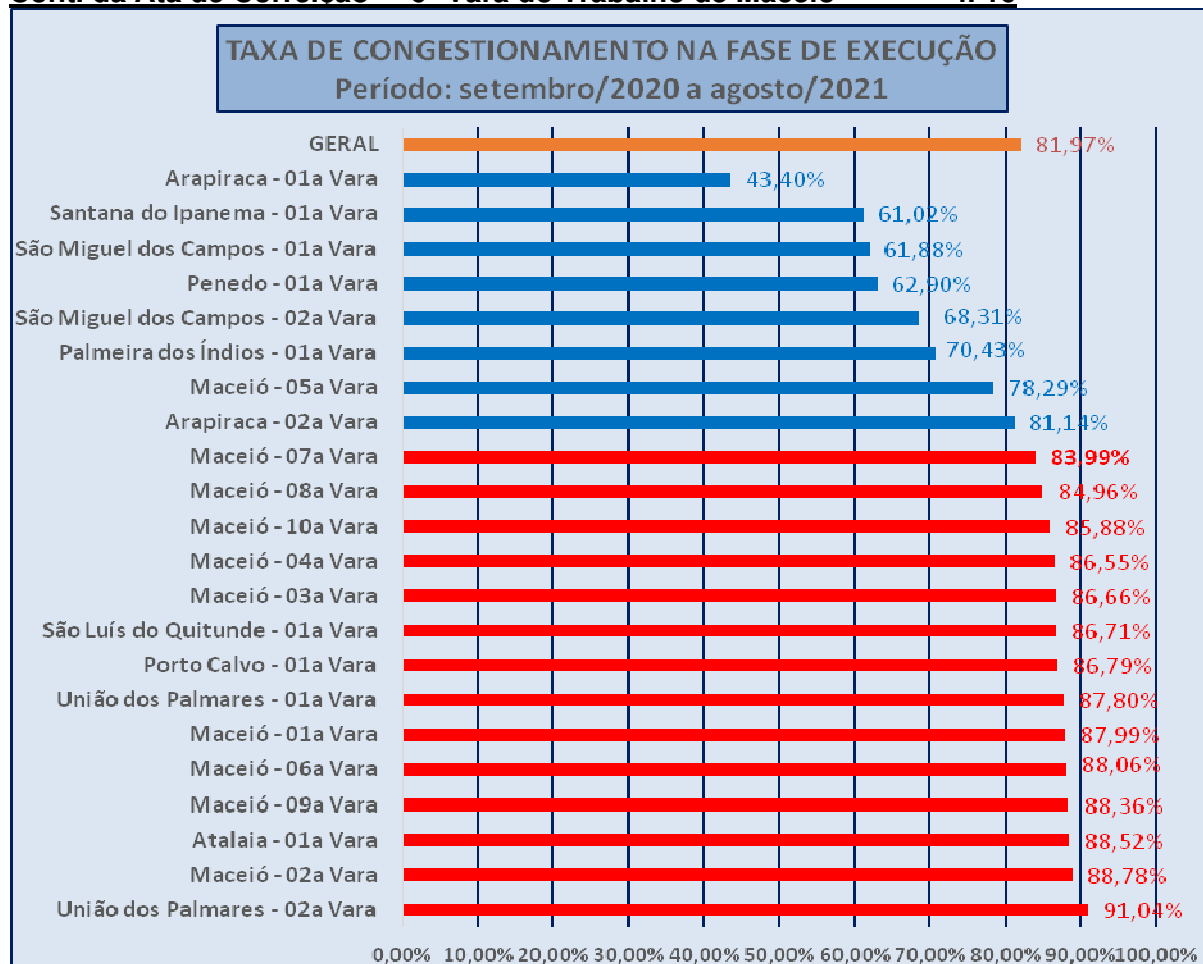 TAXA DE CONGESTIONAMENTO NA FASE DE EXECUÇÃO
Período: setembro/2020 a agosto/2021
GERAL 81,97%
Arapiraca - 01a Vara 43,40%
Santana do Ipanema - 01a Vara 61,02%
São Miguel dos Campos - 01a Vara 61,88%
Penedo - 01a Vara 62,90%
São Miguel dos Campos - 02a Vara 68,31%
Palmeira dos Índios - 01a Vara 70,43%
Maceió - 05a Vara 78,29%
Arapiraca - 02a Vara 81,14%
Maceió - 07a Vara 83,99%
Maceió - 08a Vara 84,96%
Maceió - 10a Vara 85,88%
Maceió - 04a Vara 86,55%
Maceió - 03a Vara 86,66%
São Luís do Quitunde - 01a Vara 86,71%
Porto Calvo - 01a Vara 86,79%
União dos Palmares - 01a Vara 87,80%
Maceió - 01a Vara 87,99%
Maceió - 06a Vara 88,06%
Maceió - 09a Vara 88,36%
Atalaia - 01a Vara 88,52%
Maceió - 02a Vara 88,78%
União dos Palmares - 02a Vara 91,04%
0,00% 10,00% 20,00% 30,00% 40,00% 50,00% 60,00% 70,00% 80,00% 90,00% 100,00%